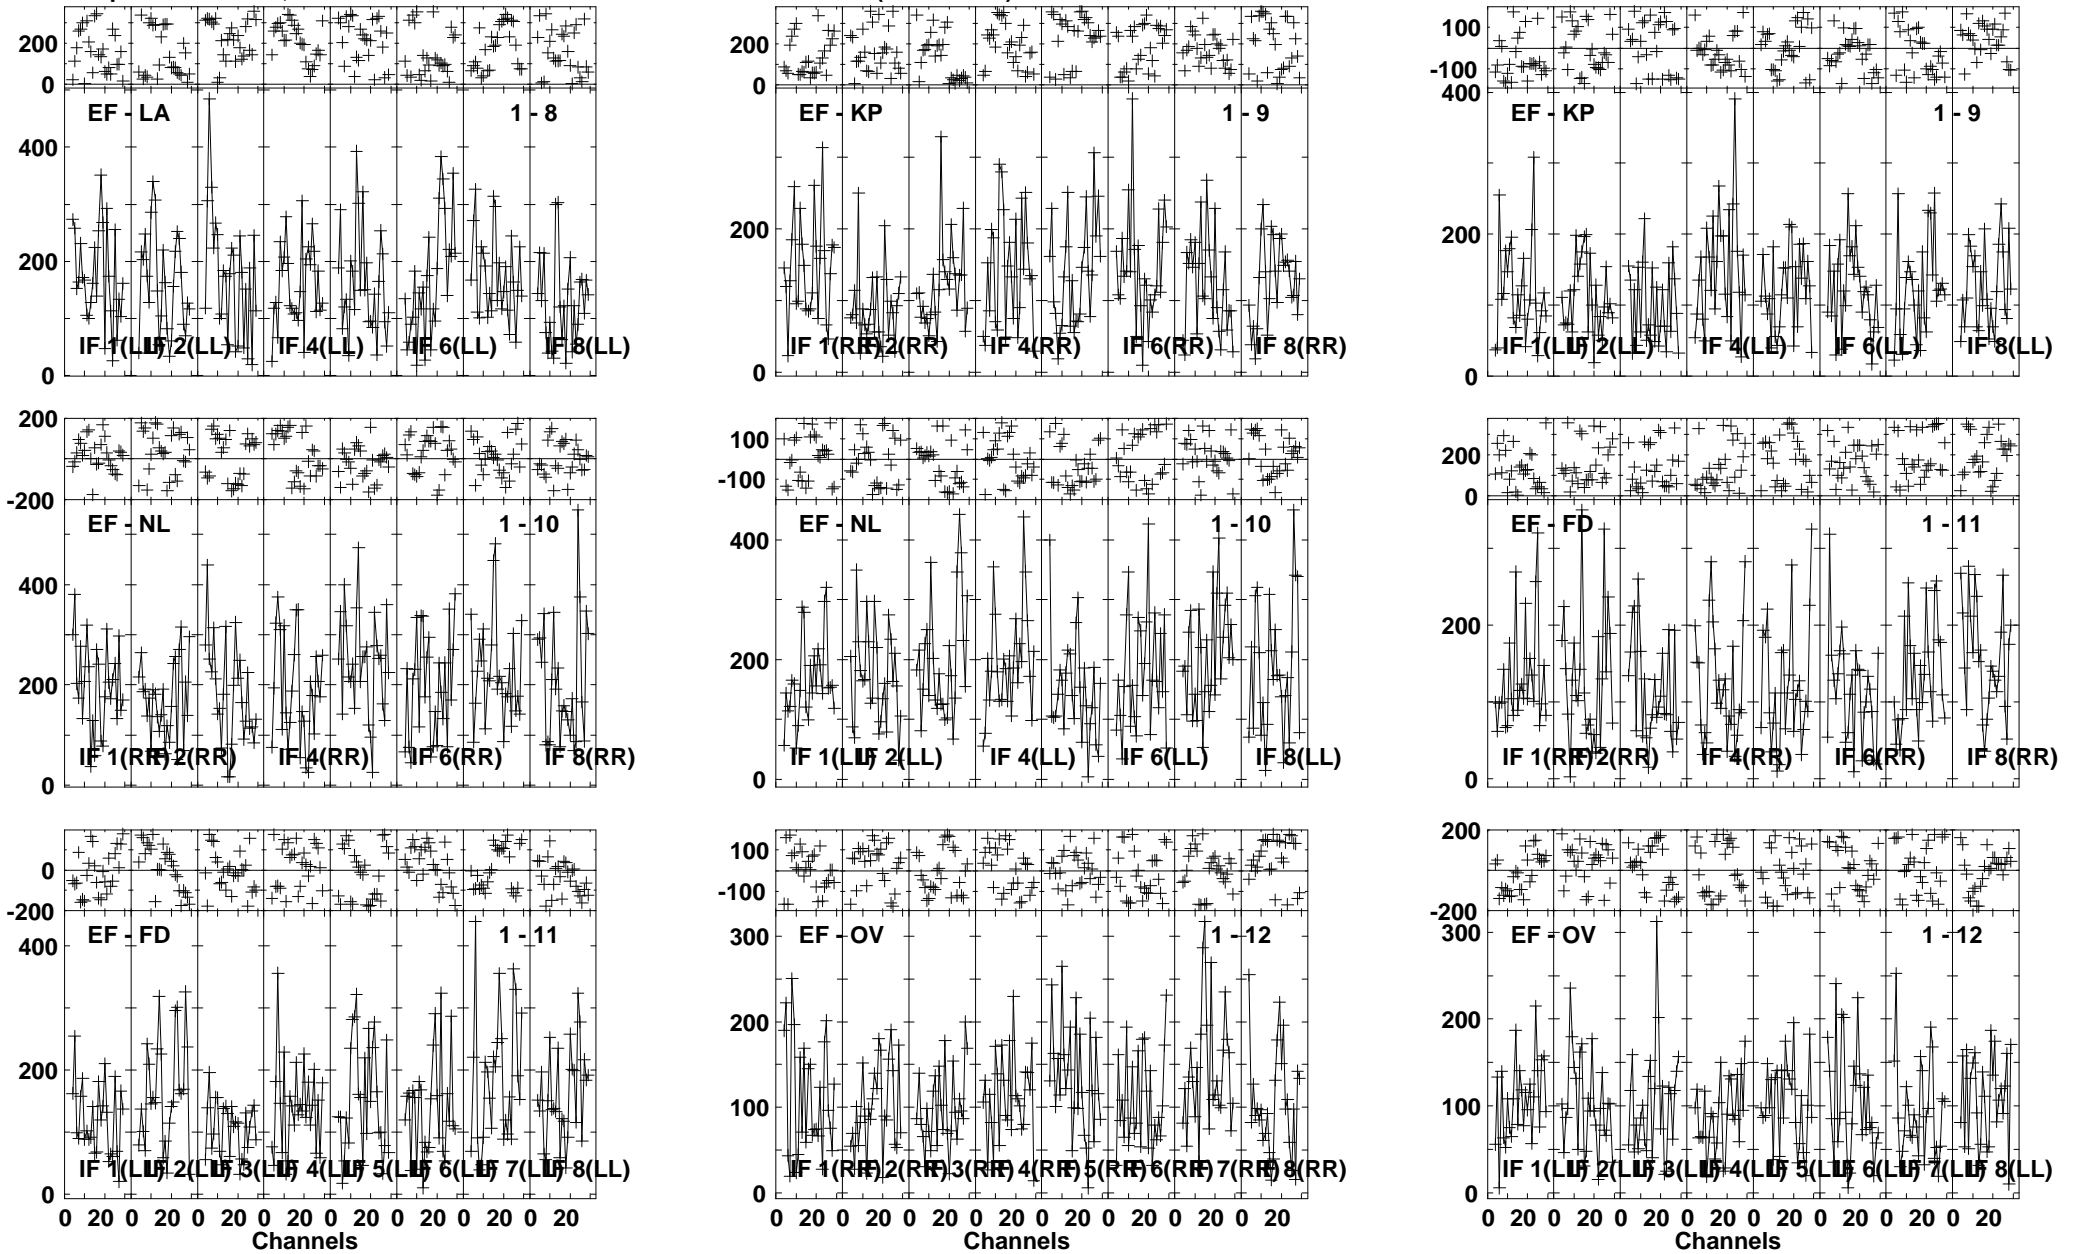 200
0
EF - LA
1 - 8
400
200
0
IF 1(LL)
IF 2(LL)
IF 4(LL)
IF 6(LL)
IF 8(LL)
200
0
EF - KP
1 - 9
200
0
IF 1(RR)
IF 2(RR)
IF 4(RR)
IF 6(RR)
IF 8(RR)
100
-100
400
EF - KP
1 - 9
200
0
IF 1(LL)
IF 2(LL)
IF 4(LL)
IF 6(LL)
IF 8(LL)
200
0
-200
EF - NL
1 - 10
400
200
0
IF 1(RR)
IF 2(RR)
IF 4(RR)
IF 6(RR)
IF 8(RR)
100
-100
EF - NL
1 - 10
400
200
0
IF 1(LL)
IF 2(LL)
IF 4(LL)
IF 6(LL)
IF 8(LL)
200
0
EF - FD
1 - 11
200
0
IF 1(RR)
IF 2(RR)
IF 4(RR)
IF 6(RR)
IF 8(RR)
0
-200
EF - FD
1 - 11
400
200
0
IF 1(LL)
IF 2(LL)
IF 3(LL)
IF 4(LL)
IF 5(LL)
IF 6(LL)
IF 7(LL)
IF 8(LL)
0 20 0 20 0 20 0 20 0 20 0 20 0 20 0 20
Channels
100
-100
EF - OV
1 - 12
300
200
100
0
IF 1(RR)
IF 2(RR)
IF 3(RR)
IF 4(RR)
IF 5(RR)
IF 6(RR)
IF 7(RR)
IF 8(RR)
0 20 0 20 0 20 0 20 0 20 0 20 0 20 0 20
Channels
200
0
-200
EF - OV
1 - 12
300
200
100
0
IF 1(LL)
IF 2(LL)
IF 3(LL)
IF 4(LL)
IF 5(LL)
IF 6(LL)
IF 7(LL)
IF 8(LL)
0 20 0 20 0 20 0 20 0 20 0 20 0 20 0 20
Channels